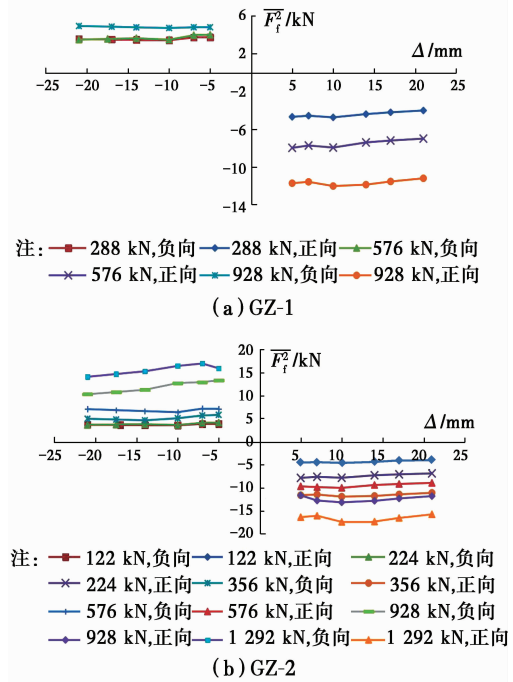 F_f^2/kN
6
2
Δ/mm
−25 −20 −15 −10 −5 0 5 10 15 20 25
−2
−6
−10
−14
注: 288 kN,负向 288 kN,正向 576 kN,负向
576 kN,正向 928 kN,负向 928 kN,正向
(a)GZ-1
20
F_f^2/kN
15
10
5
Δ/mm
−25 −20 −15 −10 −5 0 5 10 15 20 25
−5
−10
−15
−20
注: 122 kN,负向 122 kN,正向 224 kN,负向
224 kN,正向 356 kN,负向 356 kN,正向
576 kN,负向 576 kN,正向 928 kN,负向
928 kN,正向 1 292 kN,负向 1 292 kN,正向
(b)GZ-2